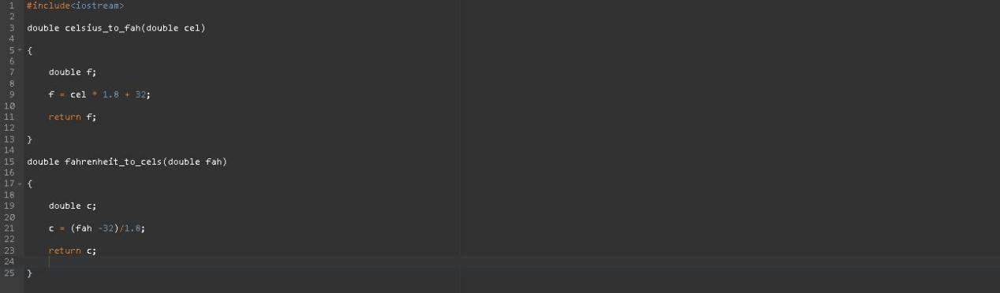 1 #include<iostream>
2
3 double celsius_to_fah(double cel)
4
5 {
6
7 double f;
8
9 f = cel * 1.8 + 32;
10
11 return f;
12
13 }
14
15 double fahrenheit_to_cels(double fah)
16
17 {
18
19 double c;
20
21 c = (fah -32)/1.8;
22
23 return c;
24
25 }